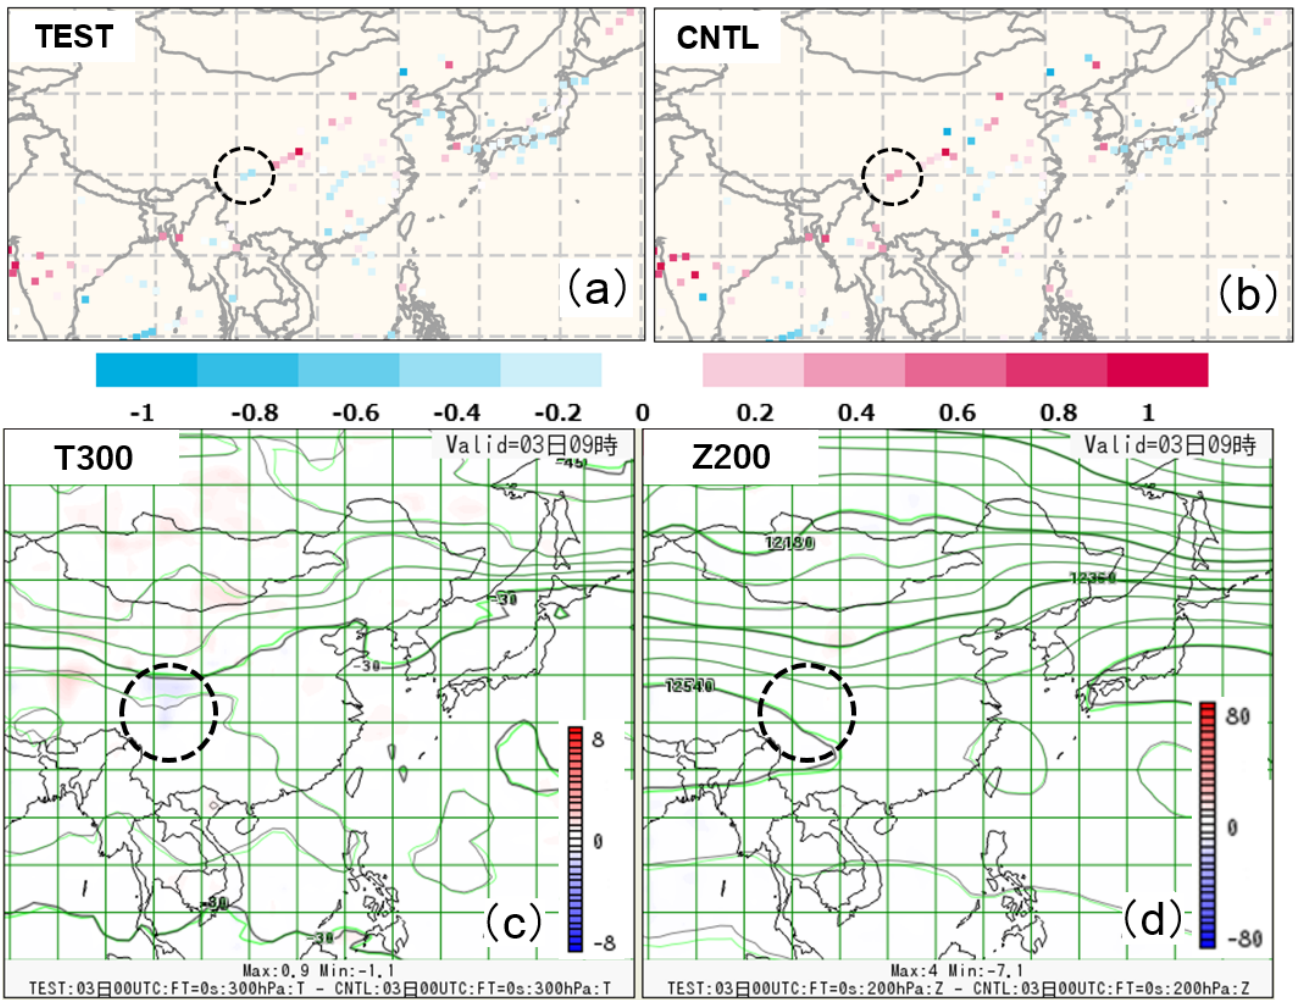 TEST
CNTL
(a)
(b)
-1 -0.8 -0.6 -0.4 -0.2 0 0.2 0.4 0.6 0.8 1
T300
Valid=03日09時
Z200
Valid=03日09時
-30
-30
-30
-30
12180
12360
12540
8
0
-8
80
0
-80
(c)
(d)
Max:0.9 Min:-1.1
TEST:03日00UTC:FT=0s:300hPa:T - CNTL:03日00UTC:FT=0s:300hPa:T
Max:4 Min:-7.1
TEST:03日00UTC:FT=0s:200hPa:Z - CNTL:03日00UTC:FT=0s:200hPa:Z